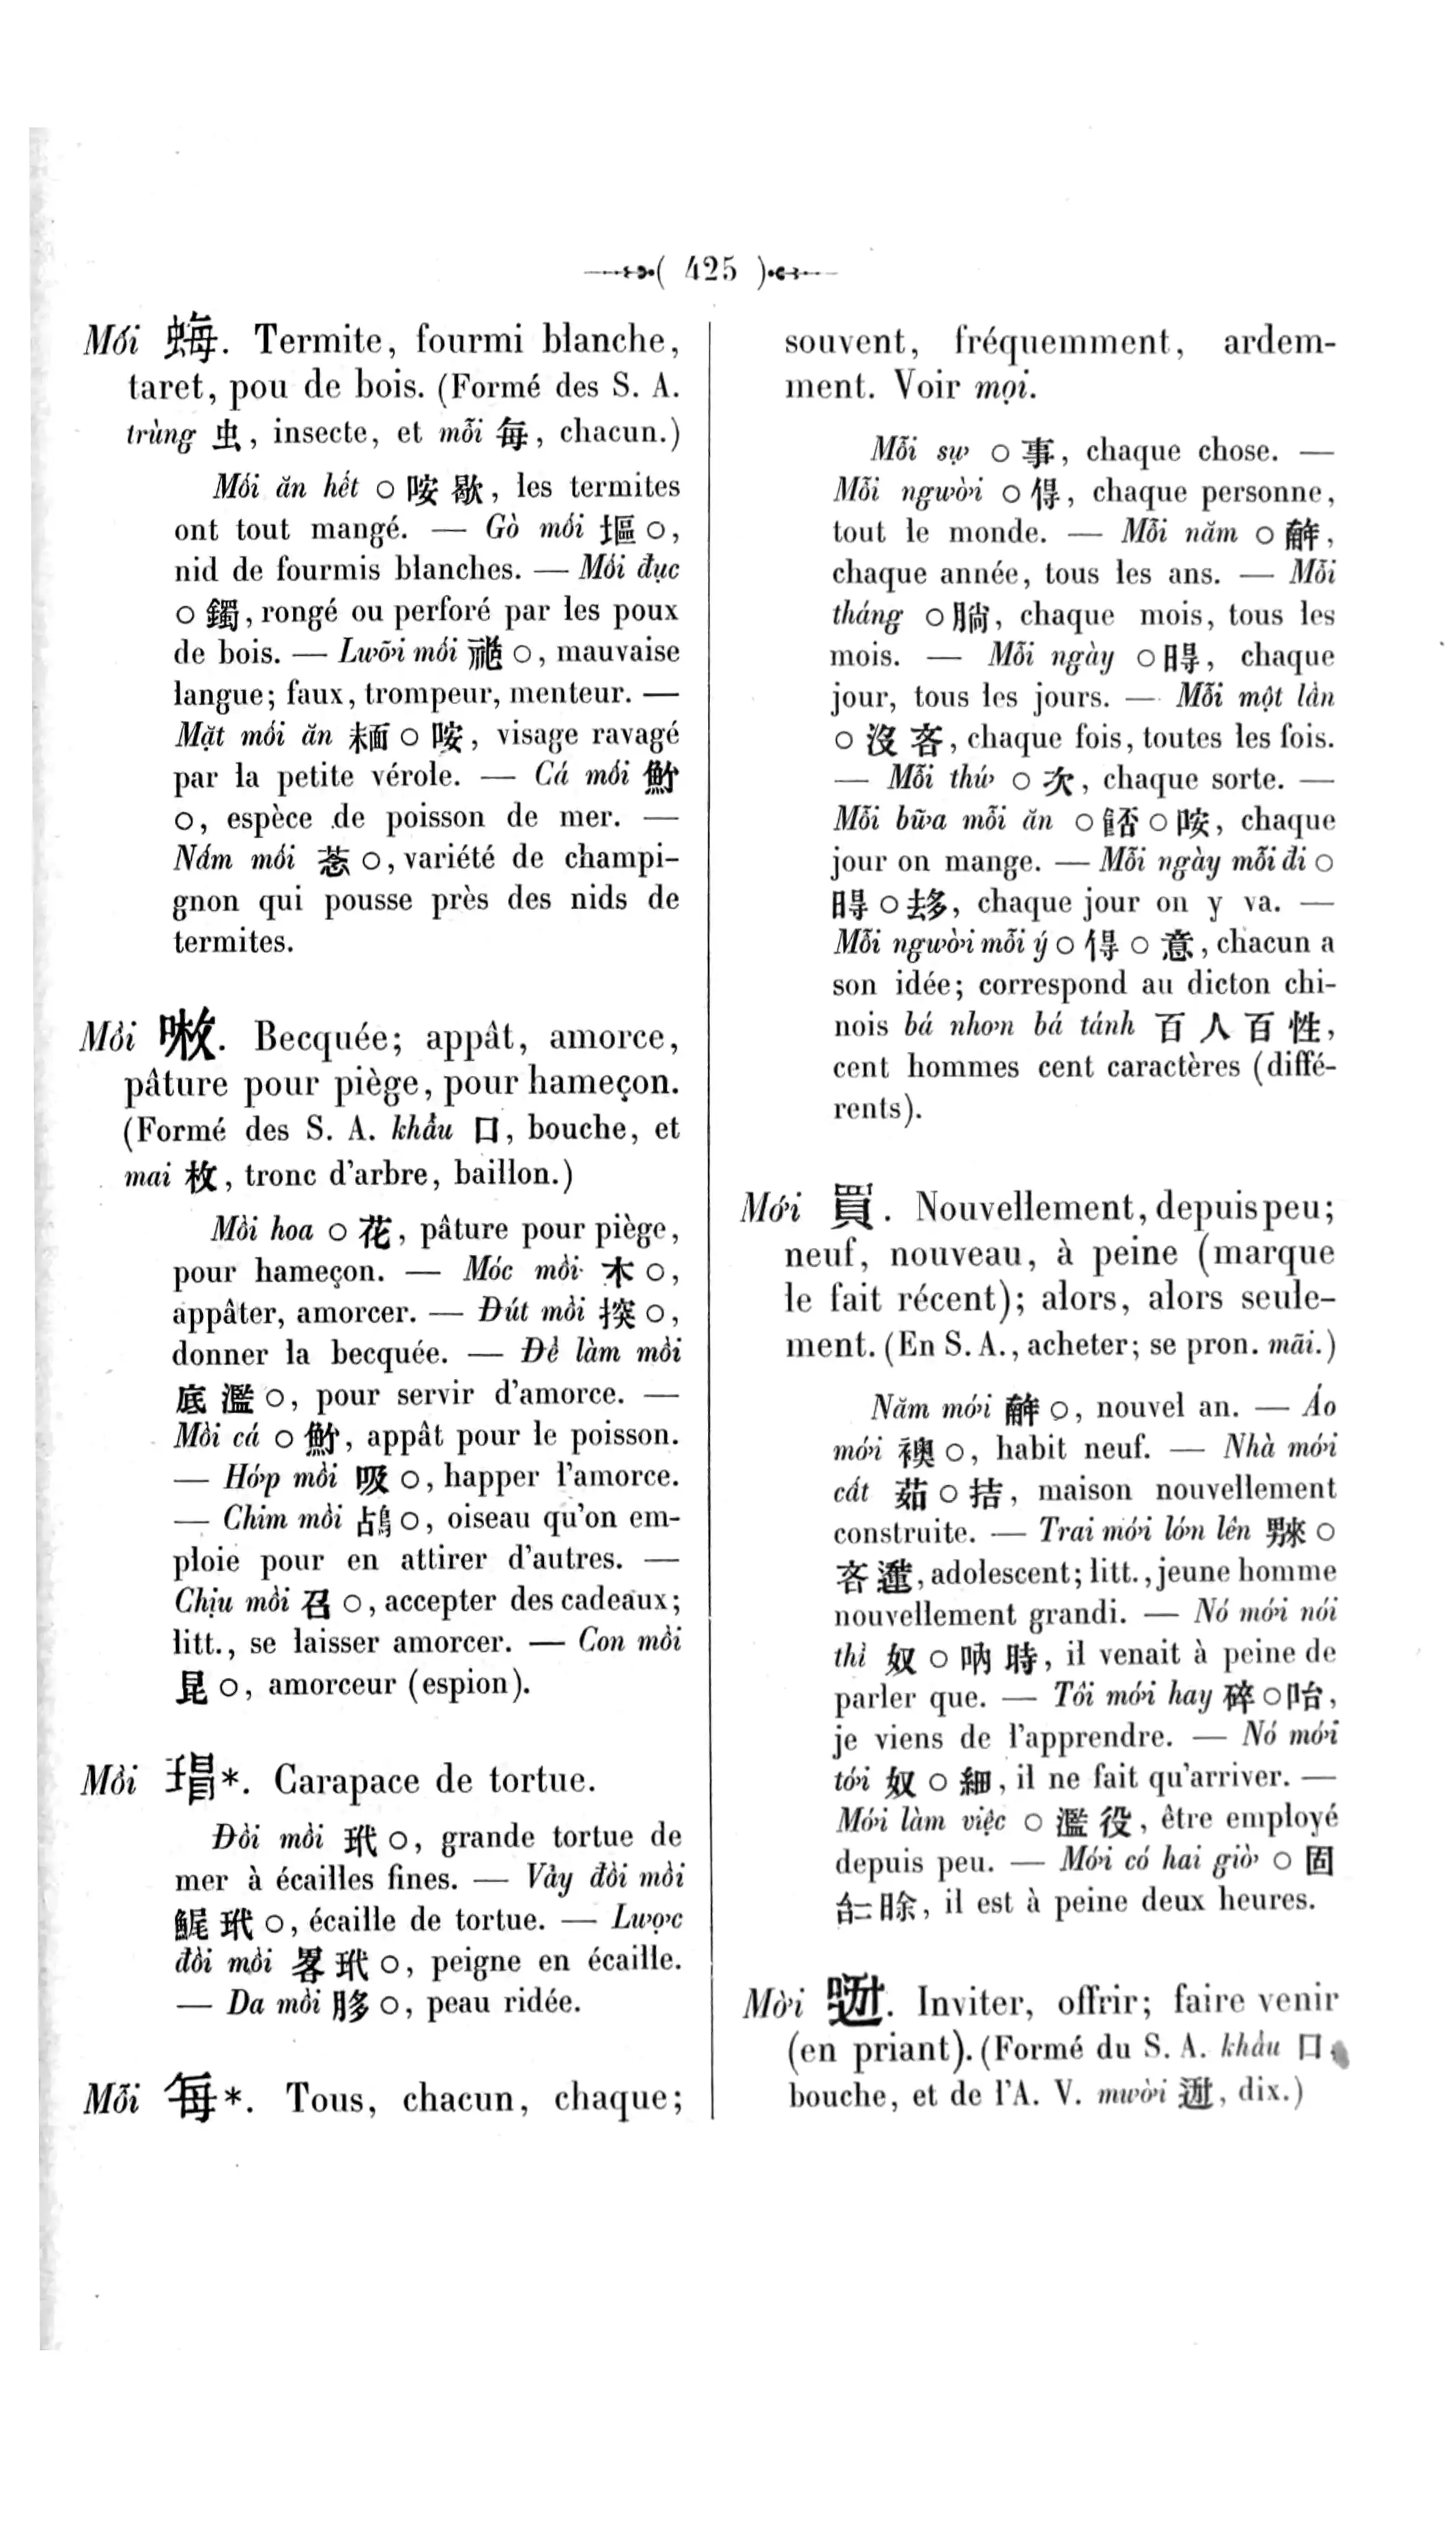 ( 425 )
Mối 𧋟. Termite, fourmi blanche,
taret, pou de bois. (Formé des S. A.
trùng 虫, insecte, et mỗi 每, chacun.)
Mối ăn hết ○ 咹 歇, les termites
ont tout mangé. — Gò mối 塸 ○,
nid de fourmis blanches. — Mối đục
○ 鐲, rongé ou perforé par les poux
de bois. — Lưỡi mối ○, mauvaise
langue; faux, trompeur, menteur. —
Mặt mối ăn ○ 咹, visage ravagé
par la petite vérole. — Cá mối 䱷
○, espèce de poisson de mer. —
Nấm mối ○, variété de champi-
gnon qui pousse près des nids de
termites.
Mồi. Becquée; appât, amorce,
pâture pour piège, pour hameçon.
(Formé des S. A. khẩu 口, bouche, et
mai 枚, tronc d'arbre, baillon.)
Mồi hoa ○ 花, pâture pour piège,
pour hameçon. — Móc mồi 木 ○,
appâter, amorcer. — Đút mồi 揬 ○,
donner la becquée. — Để làm mồi
底 濫 ○, pour servir d'amorce. —
Mồi cá ○, appât pour le poisson.
— Hớp mồi 吸 ○, happer l'amorce.
— Chim mồi ○, oiseau qu'on em-
ploie pour en attirer d'autres. —
Chịu mồi 召 ○, accepter des cadeaux;
litt., se laisser amorcer. — Con mồi
昆 ○, amorceur (espion).
Mồi 瑁*. Carapace de tortue.
Đồi mồi 玳 ○, grande tortue de
mer à écailles fines. — Vảy đồi mồi
玳 ○, écaille de tortue. — Lược
đồi mồi 畧 玳 ○, peigne en écaille.
— Da mồi ○, peau ridée.
Mỗi 每*. Tous, chacun, chaque;
souvent, fréquemment, ardem-
ment. Voir mọi.
Mỗi sự ○ 事, chaque chose. —
Mỗi người ○ 㝵, chaque personne,
tout le monde. — Mỗi năm ○,
chaque année, tous les ans. — Mỗi
tháng ○, chaque mois, tous les
mois. — Mỗi ngày ○, chaque
jour, tous les jours. — Mỗi một lần
○ 沒 吝, chaque fois, toutes les fois.
— Mỗi thứ ○ 次, chaque sorte. —
Mỗi bữa mỗi ăn ○ ○ 咹, chaque
jour on mange. — Mỗi ngày mỗi đi ○
○, chaque jour on y va. —
Mỗi người mỗi ý ○ ○ 意, chacun a
son idée; correspond au dicton chi-
nois bá nhơn bá tánh 百 人 百 性,
cent hommes cent caractères (diffé-
rents).
Mới 買. Nouvellement, depuis peu;
neuf, nouveau, à peine (marque
le fait récent); alors, alors seule-
ment. (En S. A., acheter; se pron. mãi.)
Năm mới ○, nouvel an. — Áo
mới 襖 ○, habit neuf. — Nhà mới
cất 茹 ○ 拮, maison nouvellement
construite. — Trai mới lớn lên ○
吝, adolescent; litt., jeune homme
nouvellement grandi. — Nó mới nói
thì 奴 ○ 吶 時, il venait à peine de
parler que. — Tôi mới hay 碎 ○ 咍,
je viens de l'apprendre. — Nó mới
tới 奴 ○ 細, il ne fait qu'arriver. —
Mới làm việc ○ 濫 役, être employé
depuis peu. — Mới có hai giờ ○ 固
, il est à peine deux heures.
Mời. Inviter, offrir; faire venir
(en priant). (Formé du S. A. khẩu 口,
bouche, et de l'A. V. mười, dix.)